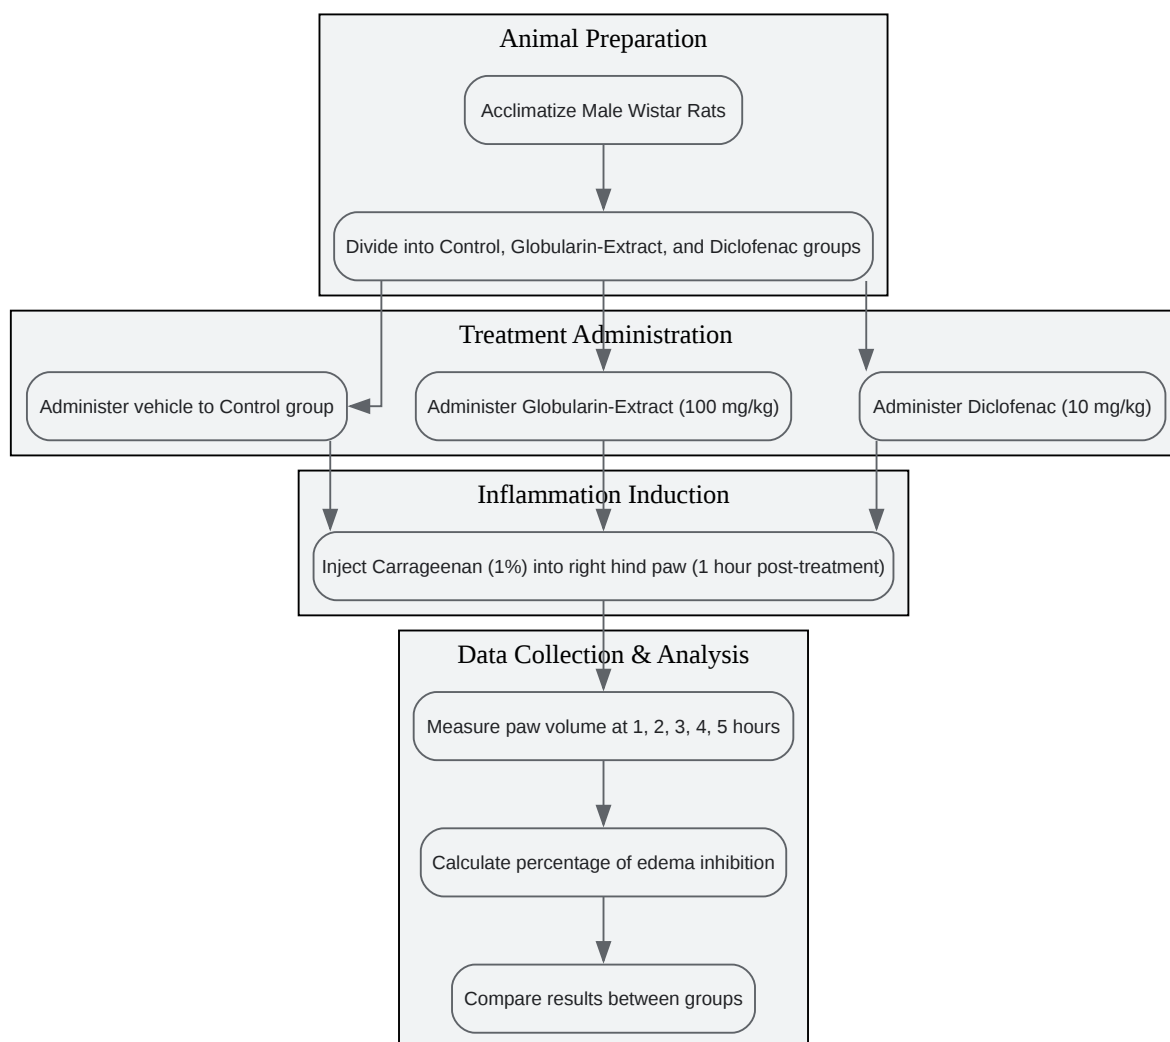 Animal Preparation
Acclimatize Male Wistar Rats
Divide into Control, Globularin-Extract, and Diclofenac groups
Treatment Administration
Administer vehicle to Control group
Administer Globularin-Extract (100 mg/kg)
Administer Diclofenac (10 mg/kg)
Inflammation Induction
Inject Carrageenan (1%) into right hind paw (1 hour post-treatment)
Data Collection & Analysis
Measure paw volume at 1, 2, 3, 4, 5 hours
Calculate percentage of edema inhibition
Compare results between groups